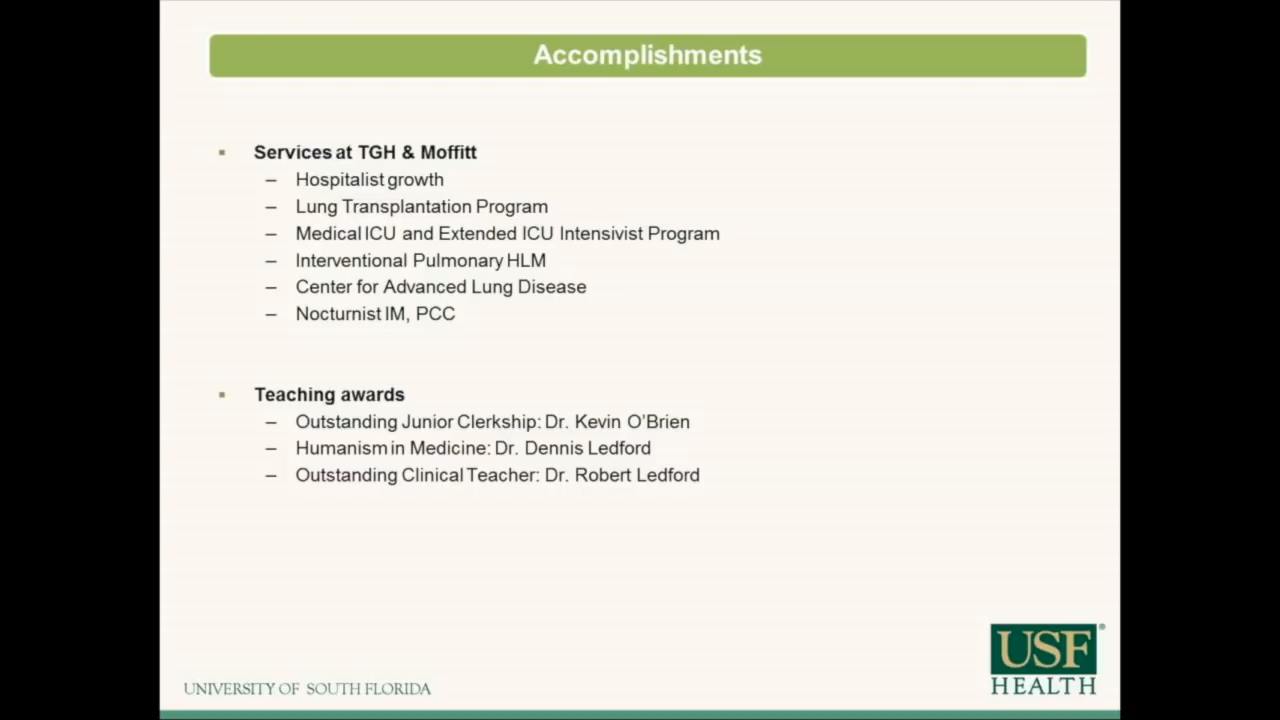 Accomplishments
▪ Services at TGH & Moffitt
– Hospitalist growth
– Lung Transplantation Program
– Medical ICU and Extended ICU Intensivist Program
– Interventional Pulmonary HLM
– Center for Advanced Lung Disease
– Nocturnist IM, PCC
▪ Teaching awards
– Outstanding Junior Clerkship: Dr. Kevin O'Brien
– Humanism in Medicine: Dr. Dennis Ledford
– Outstanding Clinical Teacher: Dr. Robert Ledford
USF®
HEALTH
UNIVERSITY OF SOUTH FLORIDA